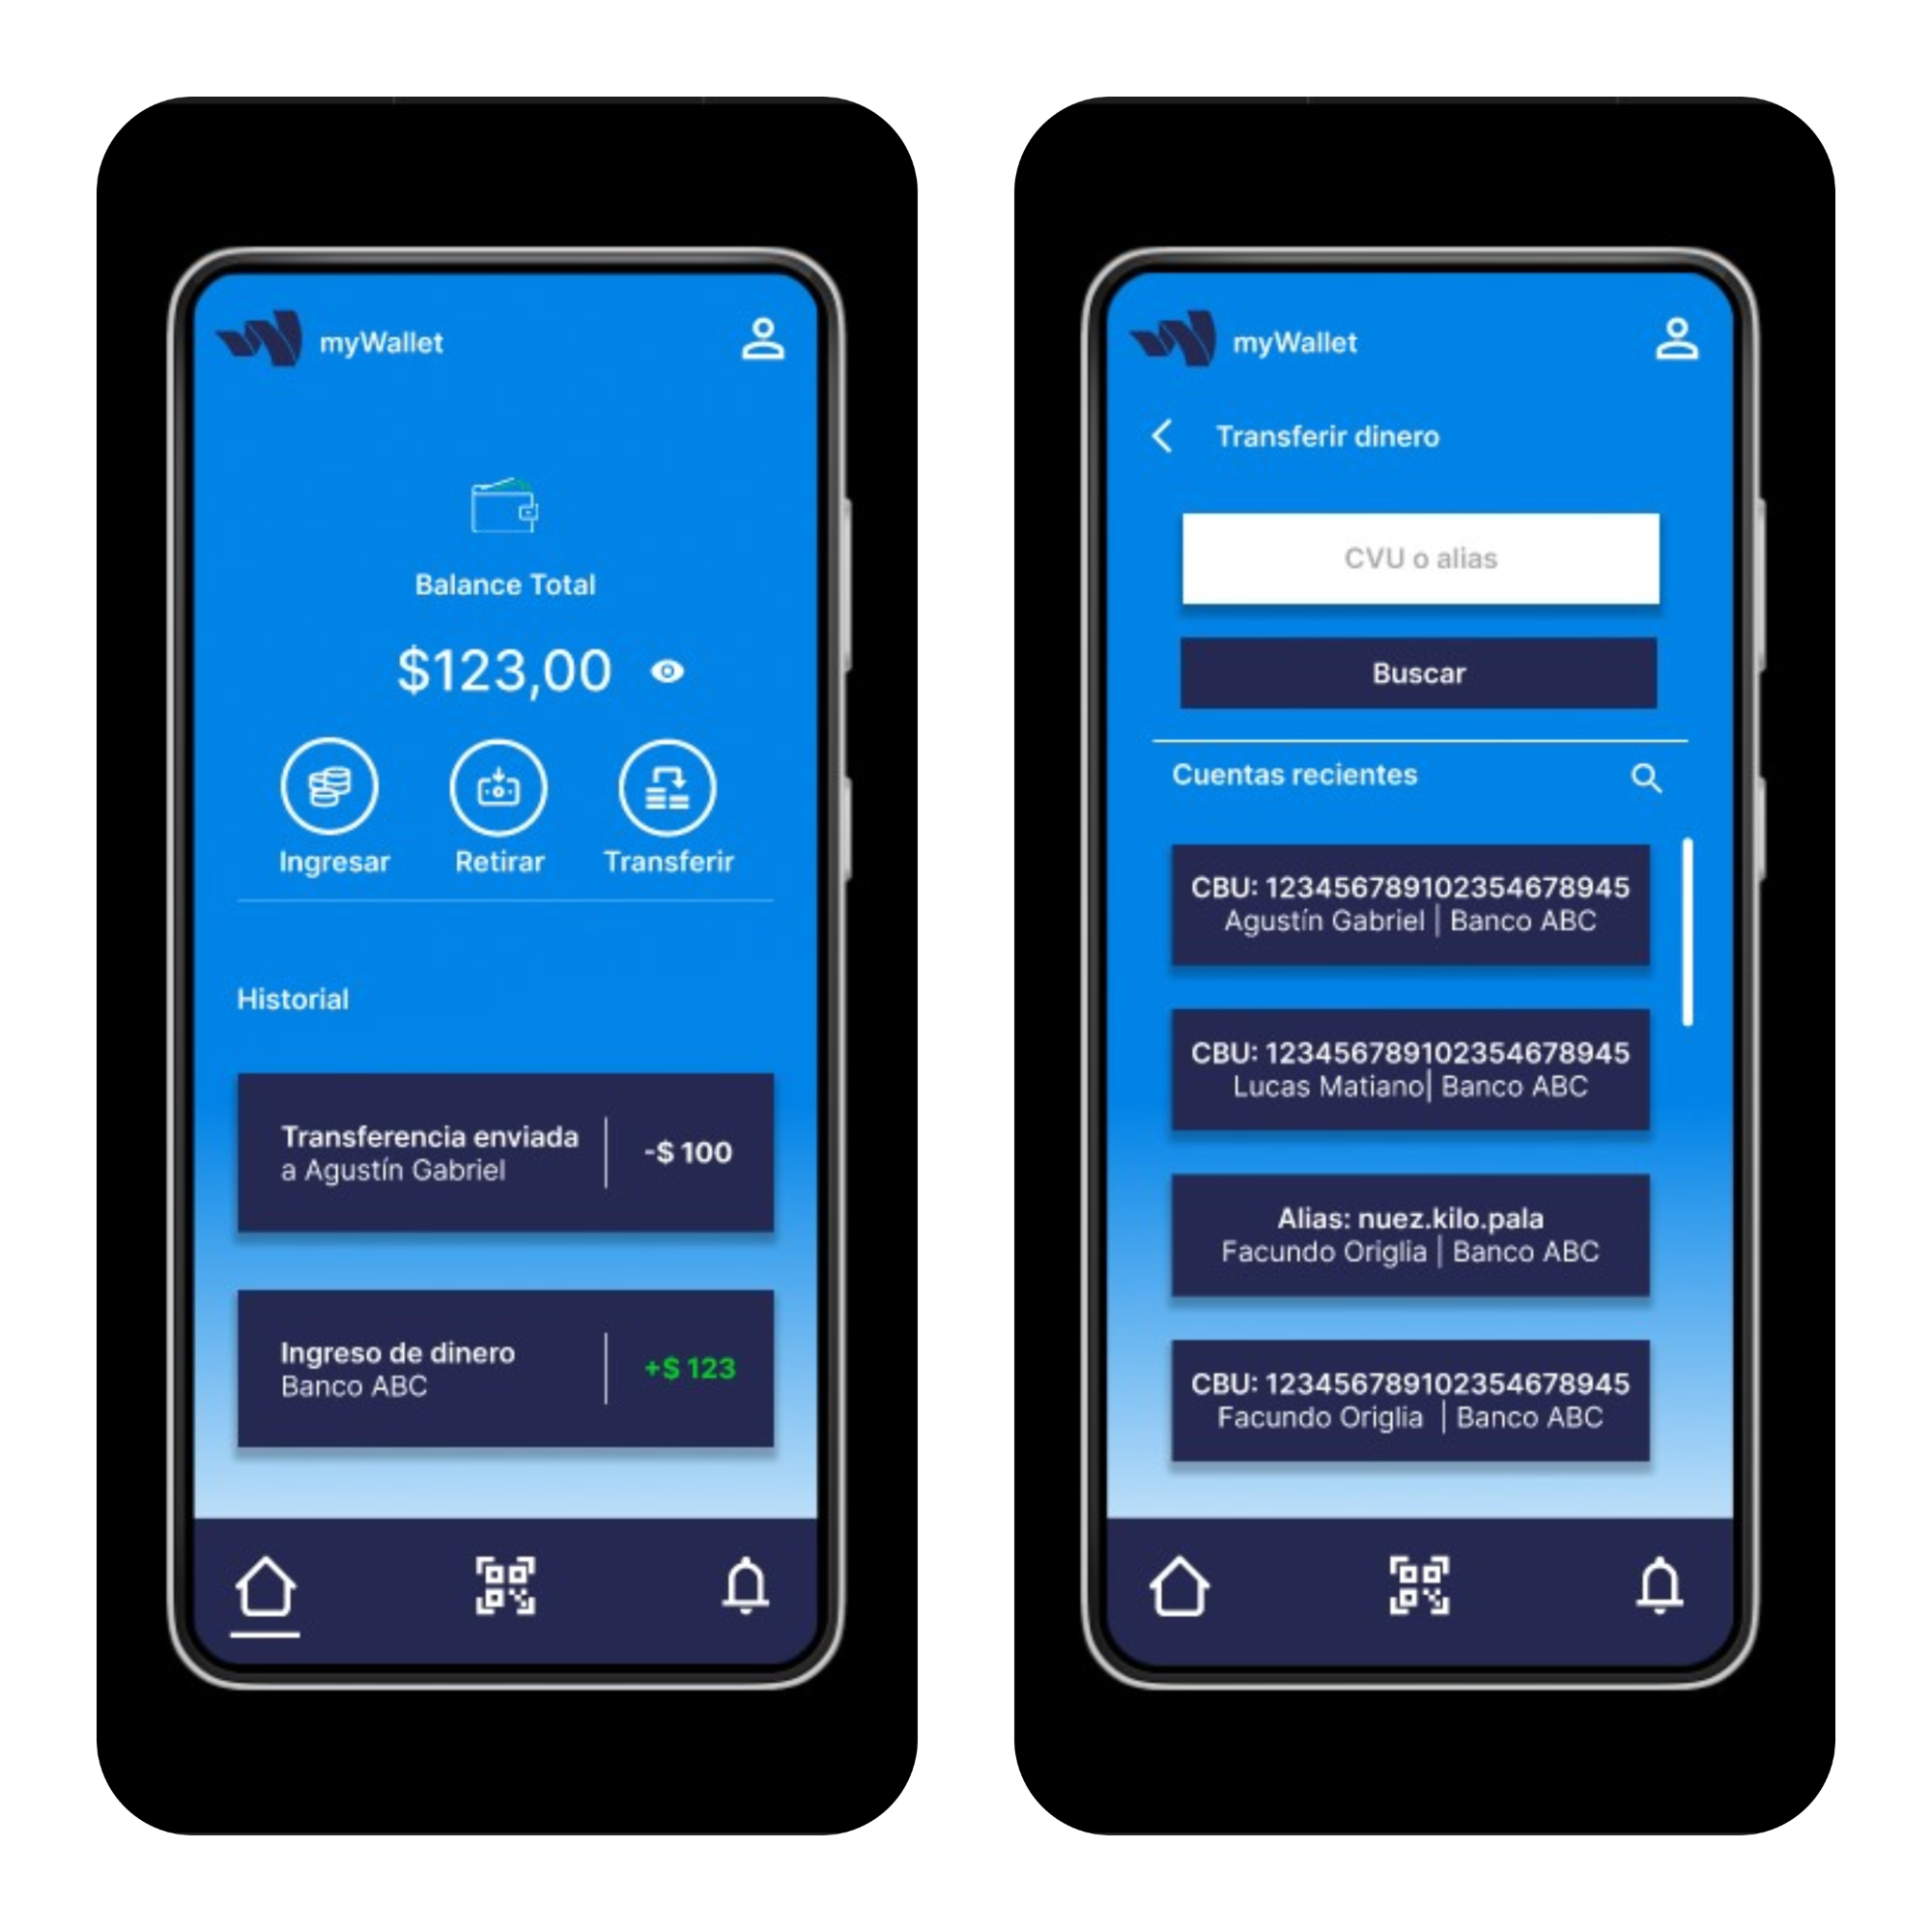 myWallet
Balance Total
$123,00
Ingresar
Retirar
Transferir
Historial
Transferencia enviada
a Agustín Gabriel
-$ 100
Ingreso de dinero
Banco ABC
+$ 123
myWallet
Transferir dinero
CVU o alias
Buscar
Cuentas recientes
CBU: 123456789102354678945
Agustín Gabriel | Banco ABC
CBU: 123456789102354678945
Lucas Matiano| Banco ABC
Alias: nuez.kilo.pala
Facundo Origlia | Banco ABC
CBU: 123456789102354678945
Facundo Origlia | Banco ABC